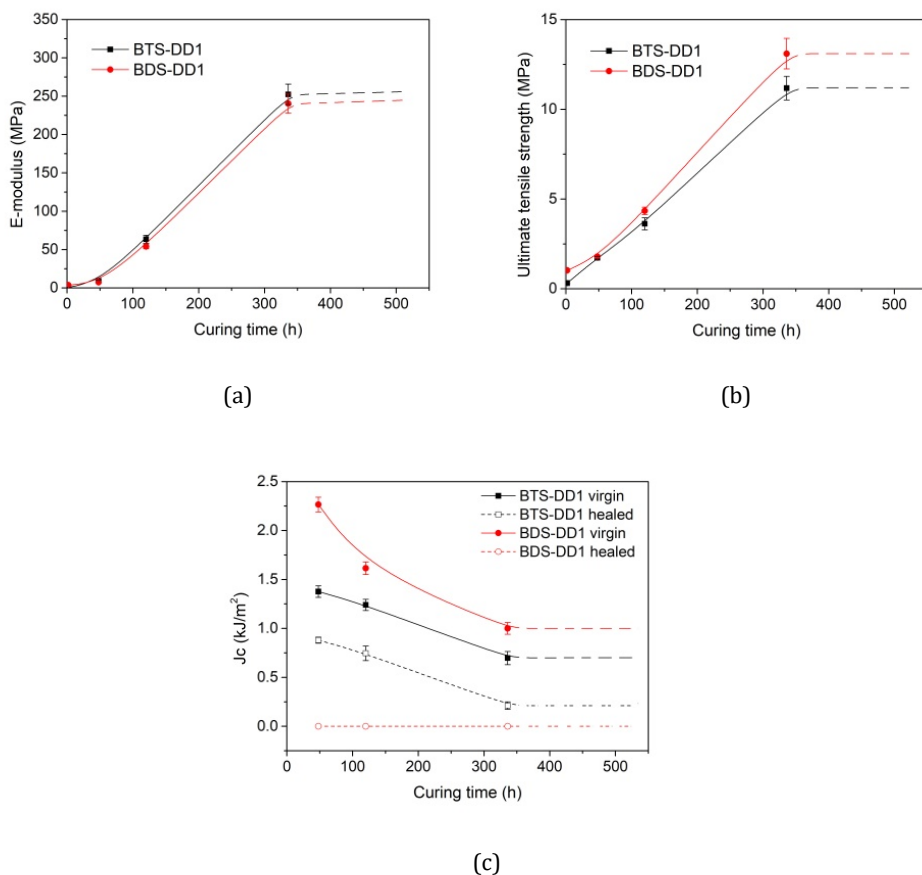 350
300
250
200
150
100
50
0
E-modulus (MPa)
BTS-DD1
BDS-DD1
0 100 200 300 400 500
Curing time (h)
(a)
15
10
5
0
Ultimate tensile strength (MPa)
BTS-DD1
BDS-DD1
0 100 200 300 400 500
Curing time (h)
(b)
2.5
2.0
1.5
1.0
0.5
0.0
Jc (kJ/m²)
BTS-DD1 virgin
BTS-DD1 healed
BDS-DD1 virgin
BDS-DD1 healed
0 100 200 300 400 500
Curing time (h)
(c)